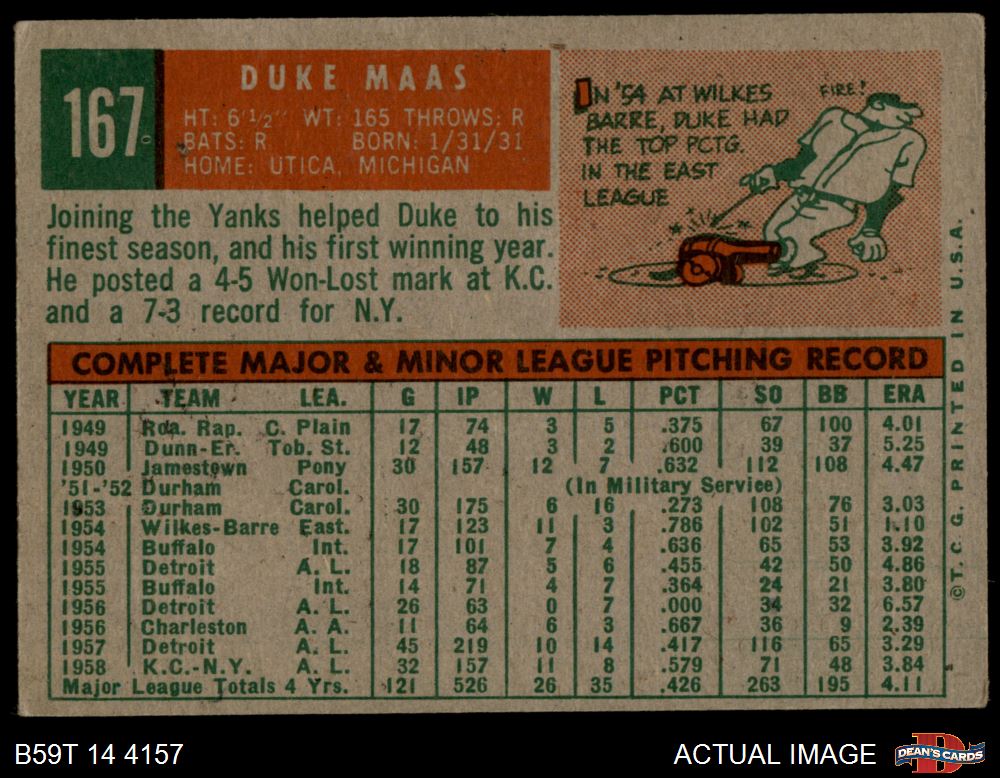 167
DUKE MAAS
HT: 6'1/2" WT: 165 THROWS: R
BATS: R BORN: 1/31/31
HOME: UTICA, MICHIGAN
IN '54 AT WILKES
BARRE, DUKE HAD
THE TOP PCTG.
IN THE EAST
LEAGUE
FIRE!
Joining the Yanks helped Duke to his
finest season, and his first winning year.
He posted a 4-5 Won-Lost mark at K.C.
and a 7-3 record for N.Y.
COMPLETE MAJOR & MINOR LEAGUE PITCHING RECORD
YEAR TEAM LEA. G IP W L PCT SO BB ERA
1949 Roa. Rap. C. Plain 17 74 3 5 .375 67 100 4.01
1949 Dunn-Er. Tob. St. 12 48 3 2 .600 39 37 5.25
1950 Jamestown Pony 30 157 12 7 .632 112 108 4.47
'51-'52 Durham Carol. (In Military Service)
1953 Durham Carol. 30 175 6 16 .273 108 76 3.03
1954 Wilkes-Barre East. 17 123 11 3 .786 102 51 1.10
1954 Buffalo Int. 17 101 7 4 .636 65 53 3.92
1955 Detroit A. L. 18 87 5 6 .455 42 50 4.86
1955 Buffalo Int. 14 71 4 7 .364 24 21 3.80
1956 Detroit A. L. 26 63 0 7 .000 34 32 6.57
1956 Charleston A. A. 11 64 6 3 .667 36 9 2.39
1957 Detroit A. L. 45 219 10 14 .417 116 65 3.29
1958 K.C.-N.Y. A. L. 32 157 11 8 .579 71 48 3.84
Major League Totals 4 Yrs. 121 526 26 35 .426 263 195 4.11
©T. C. G. PRINTED IN U.S.A.
B59T 14 4157
ACTUAL IMAGE
DEAN'S CARDS